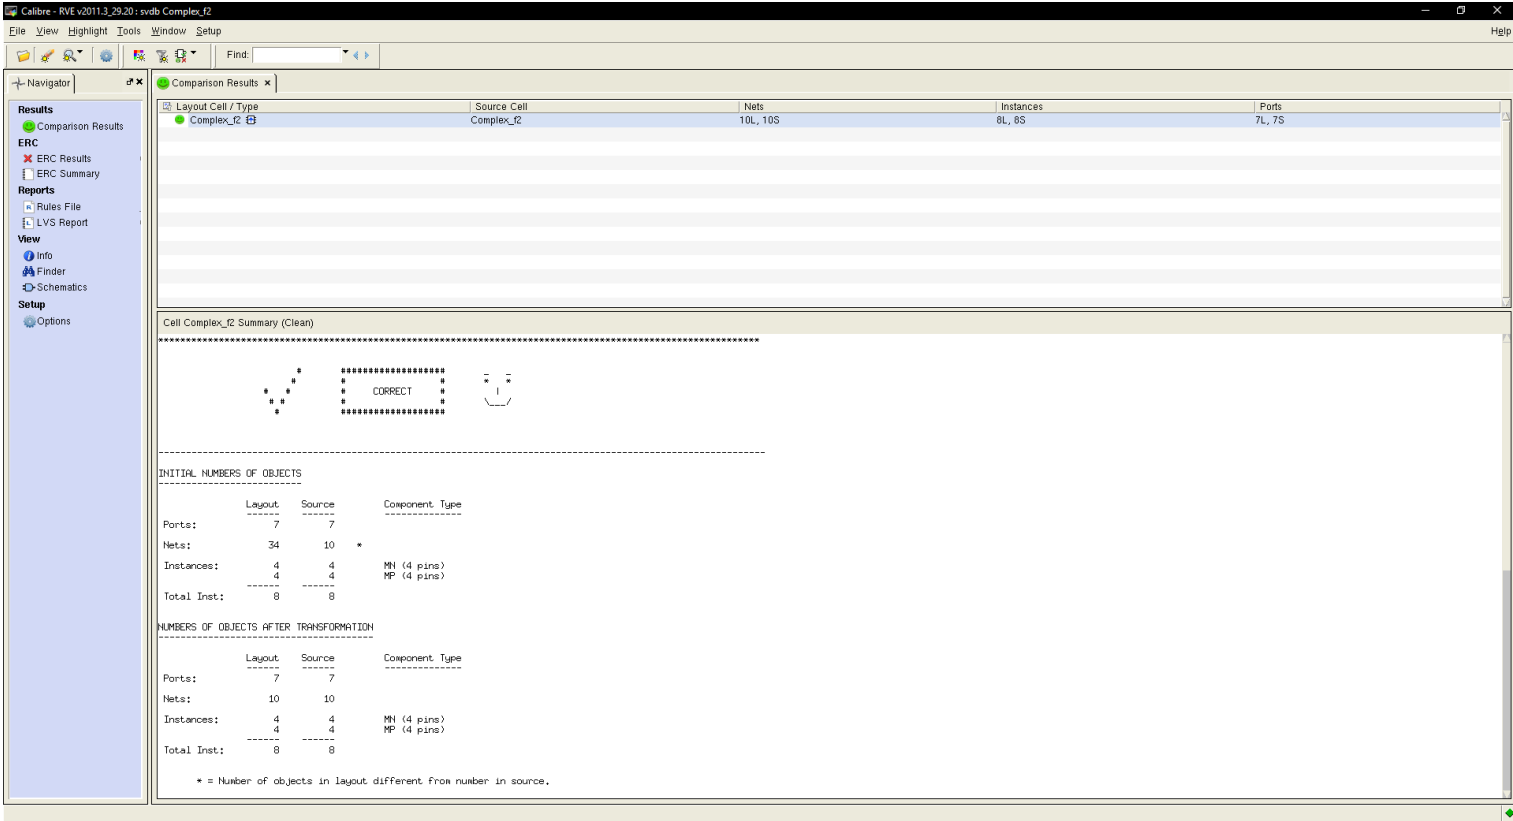 Calibre - RVE v2011.3_29.20 : svdb Complex_f2
File View Highlight Tools Window Setup Help
Find:
Navigator
Comparison Results
Results
Comparison Results
ERC
ERC Results
ERC Summary
Reports
Rules File
LVS Report
View
Info
Finder
Schematics
Setup
Options
Layout Cell / Type Source Cell Nets Instances Ports
Complex_f2 Complex_f2 10L, 10S 8L, 8S 7L, 7S
Cell Complex_f2 Summary (Clean)
CORRECT
INITIAL NUMBERS OF OBJECTS
Layout Source Component Type
Ports: 7 7
Nets: 34 10 *
Instances: 4 4 MN (4 pins)
4 4 MP (4 pins)
Total Inst: 8 8
NUMBERS OF OBJECTS AFTER TRANSFORMATION
Layout Source Component Type
Ports: 7 7
Nets: 10 10
Instances: 4 4 MN (4 pins)
4 4 MP (4 pins)
Total Inst: 8 8
* = Number of objects in layout different from number in source.